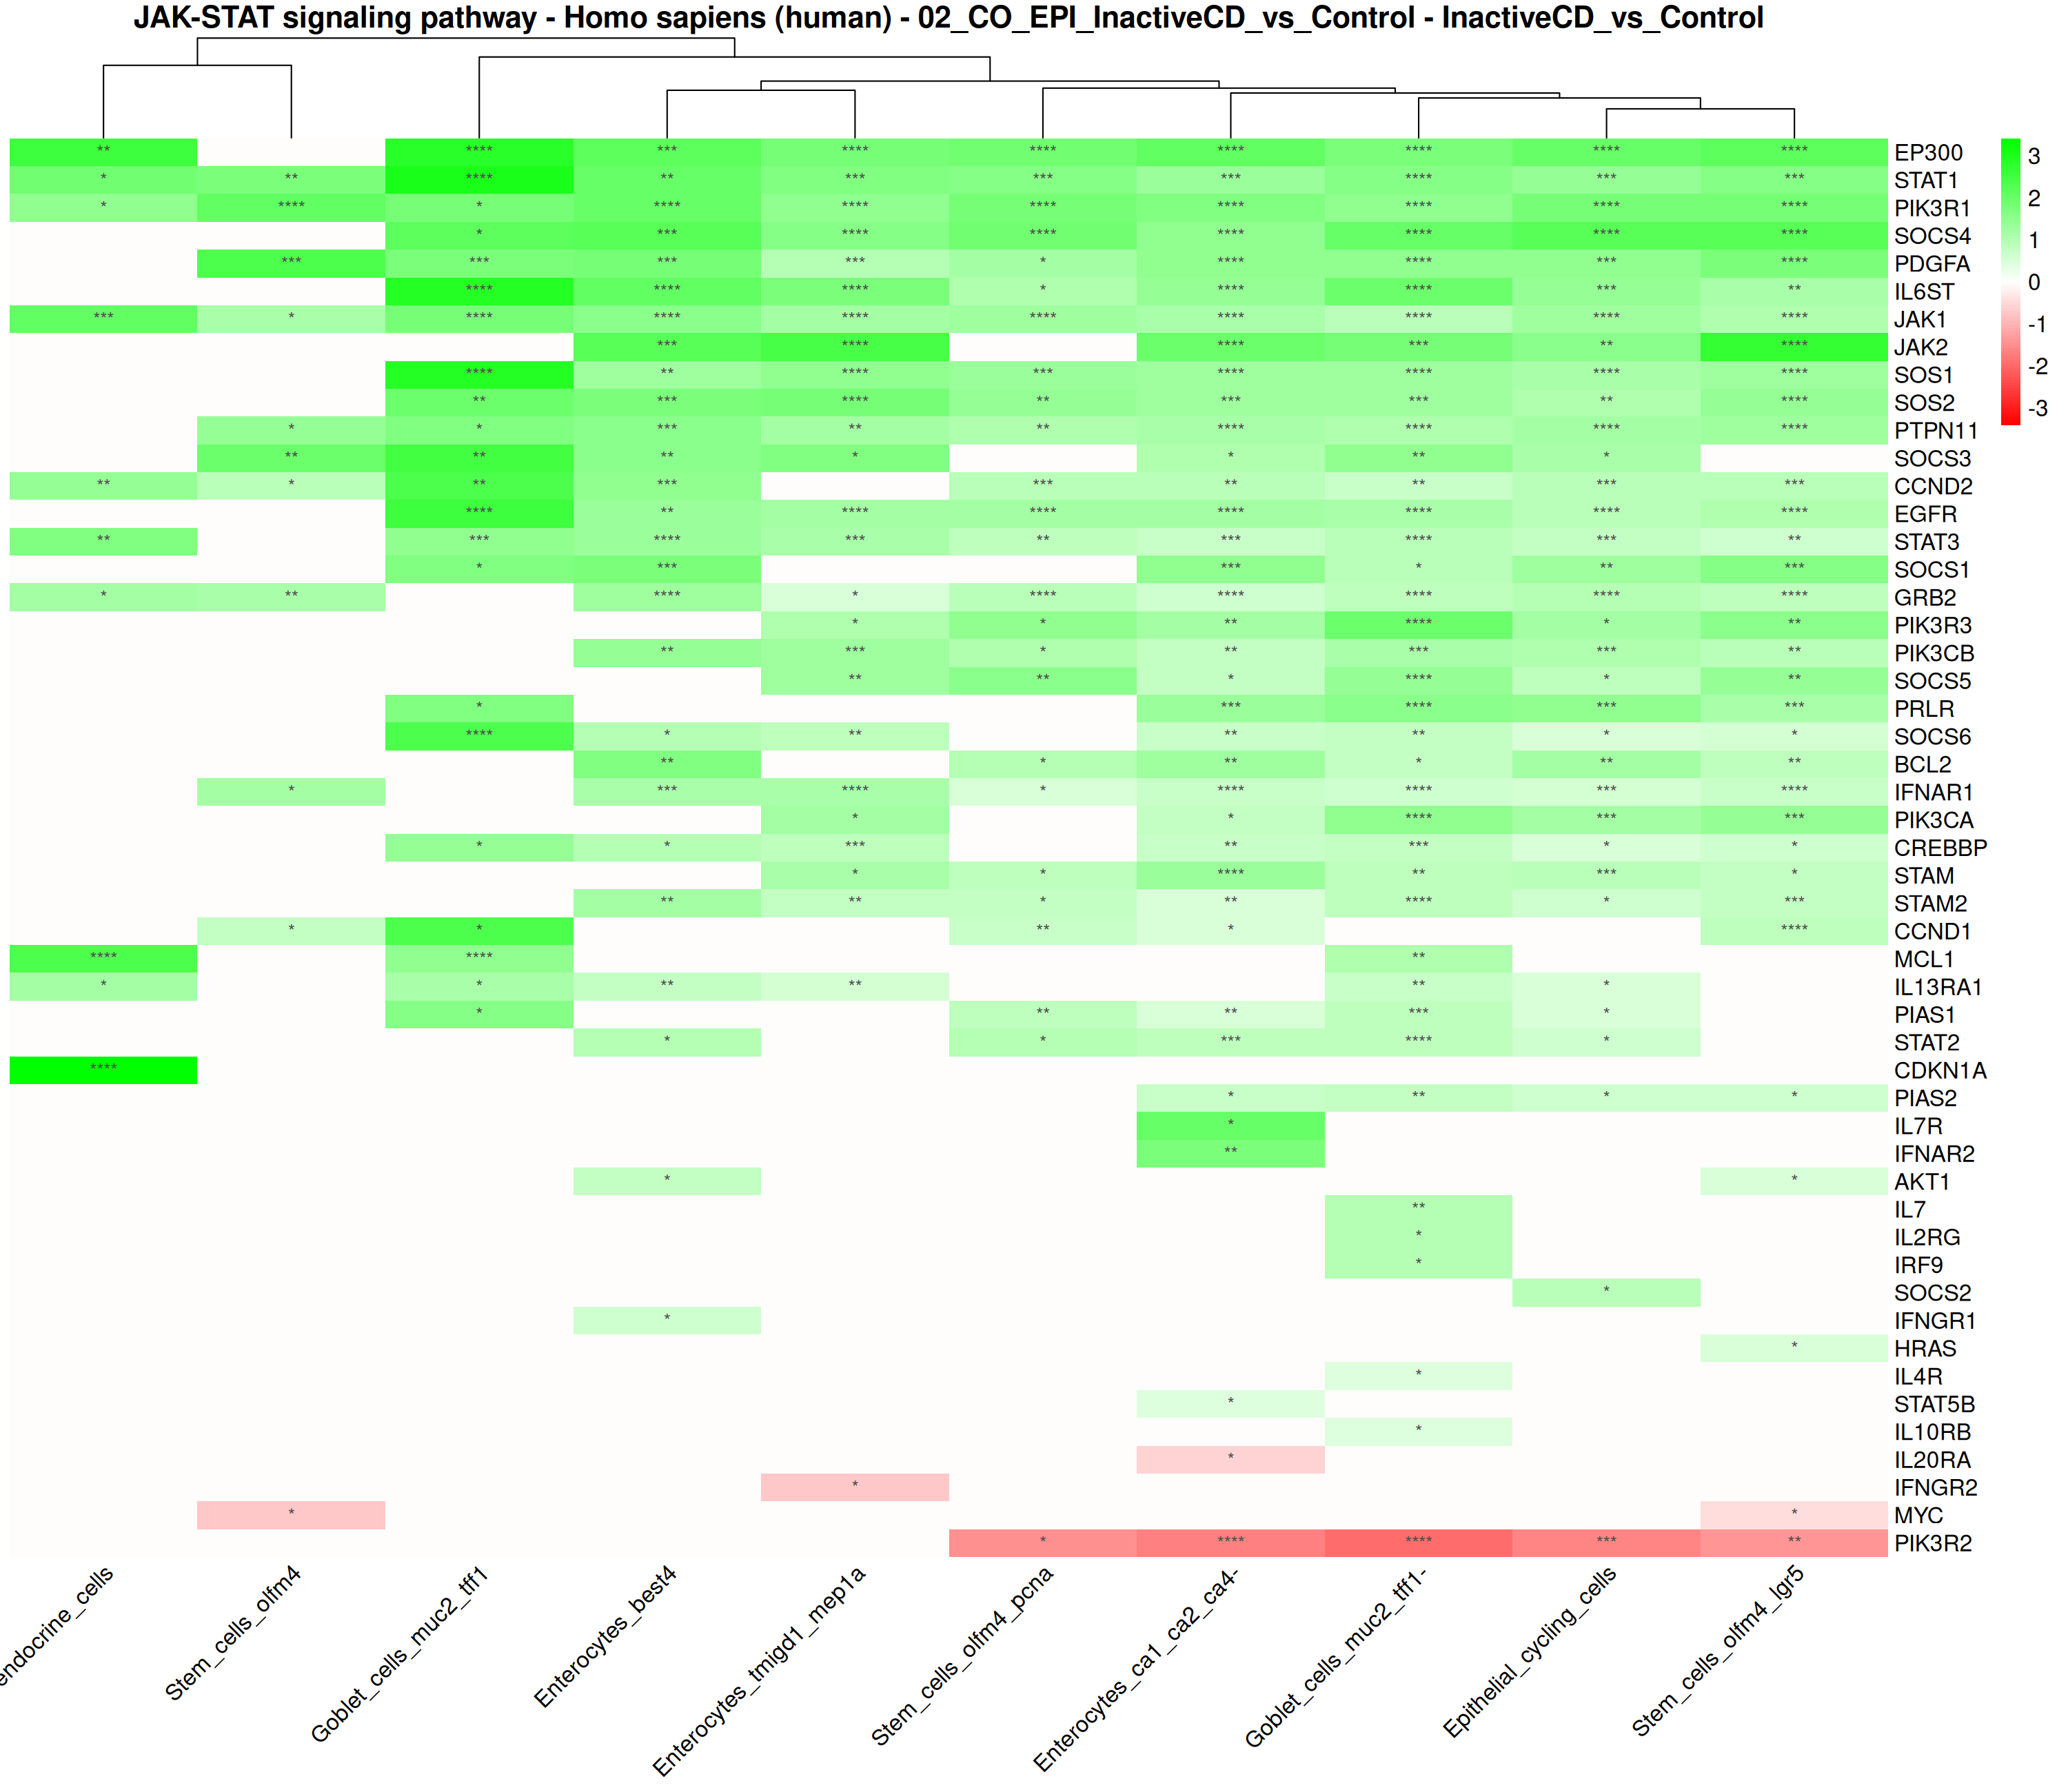 JAK-STAT signaling pathway - Homo sapiens (human) - 02_CO_EPI_InactiveCD_vs_Control - InactiveCD_vs_Control
** **** *** **** **** **** **** **** **** EP300
* ** **** ** *** *** *** **** *** *** STAT1
* **** * **** **** **** **** **** **** **** PIK3R1
* *** **** **** **** **** **** **** SOCS4
*** *** *** *** * **** **** *** **** PDGFA
**** **** **** * **** **** *** ** IL6ST
*** * **** **** **** **** **** **** **** **** JAK1
*** **** **** *** ** **** JAK2
**** ** **** *** **** **** **** **** SOS1
** *** **** ** *** *** ** **** SOS2
* * *** ** ** **** **** **** **** PTPN11
** ** ** * * ** * SOCS3
** * ** *** *** ** ** *** *** CCND2
**** ** **** **** **** **** **** **** EGFR
** *** **** *** ** *** **** *** ** STAT3
* *** *** * ** *** SOCS1
* ** **** * **** **** **** **** **** GRB2
* * ** **** * ** PIK3R3
** *** * ** *** *** ** PIK3CB
** ** * **** * ** SOCS5
* *** **** *** *** PRLR
**** * ** ** ** * * SOCS6
** * ** * ** ** BCL2
* *** **** * **** **** *** **** IFNAR1
* * **** *** *** PIK3CA
* * *** ** *** * * CREBBP
* * **** ** *** * STAM
** ** * ** **** * *** STAM2
* * ** * **** CCND1
**** **** ** MCL1
* * ** ** ** * IL13RA1
* ** ** *** * PIAS1
* * *** **** * STAT2
**** CDKN1A
* ** * * PIAS2
* IL7R
** IFNAR2
* * AKT1
** IL7
* IL2RG
* IRF9
* SOCS2
* IFNGR1
* HRAS
* IL4R
* STAT5B
* IL10RB
* IL20RA
* IFNGR2
* * MYC
* **** **** *** ** PIK3R2
3
2
1
0
-1
-2
-3
endocrine_cells
Stem_cells_olfm4
Goblet_cells_muc2_tff1
Enterocytes_best4
Enterocytes_tmigd1_mep1a
Stem_cells_olfm4_pcna
Enterocytes_ca1_ca2_ca4-
Goblet_cells_muc2_tff1-
Epithelial_cycling_cells
Stem_cells_olfm4_lgr5